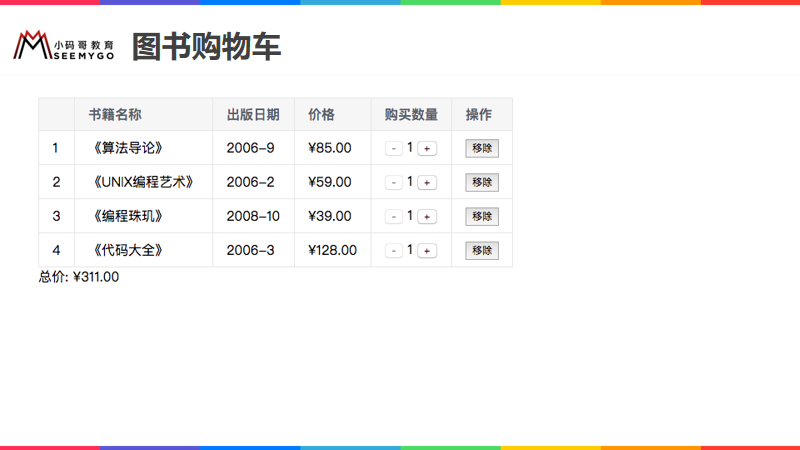 小码哥教育
SEEMYGO
图书购物车
书籍名称 出版日期 价格 购买数量 操作
1 《算法导论》 2006-9 ¥85.00 - 1 + 移除
2 《UNIX编程艺术》 2006-2 ¥59.00 - 1 + 移除
3 《编程珠玑》 2008-10 ¥39.00 - 1 + 移除
4 《代码大全》 2006-3 ¥128.00 - 1 + 移除
总价: ¥311.00